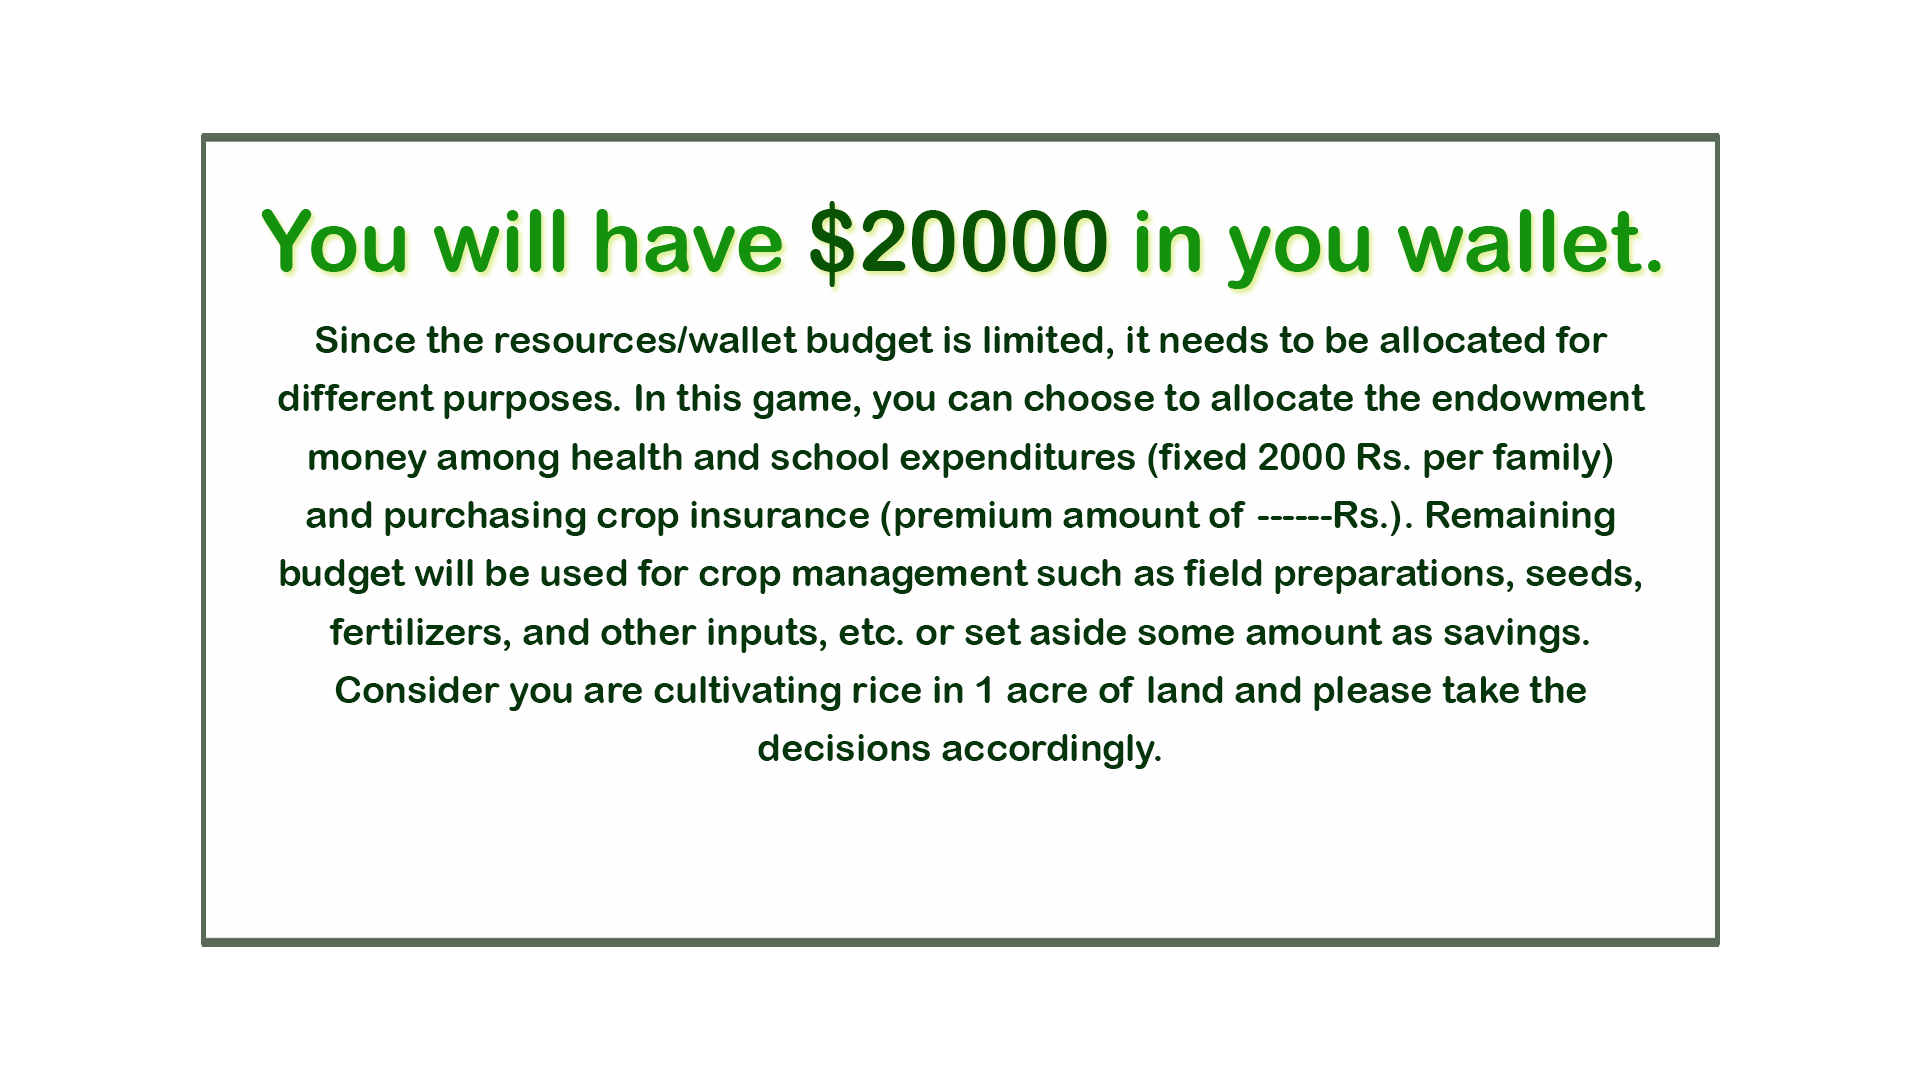 You will have $20000 in you wallet.
Since the resources/wallet budget is limited, it needs to be allocated for
different purposes. In this game, you can choose to allocate the endowment
money among health and school expenditures (fixed 2000 Rs. per family)
and purchasing crop insurance (premium amount of ------Rs.). Remaining
budget will be used for crop management such as field preparations, seeds,
fertilizers, and other inputs, etc. or set aside some amount as savings.
Consider you are cultivating rice in 1 acre of land and please take the
decisions accordingly.